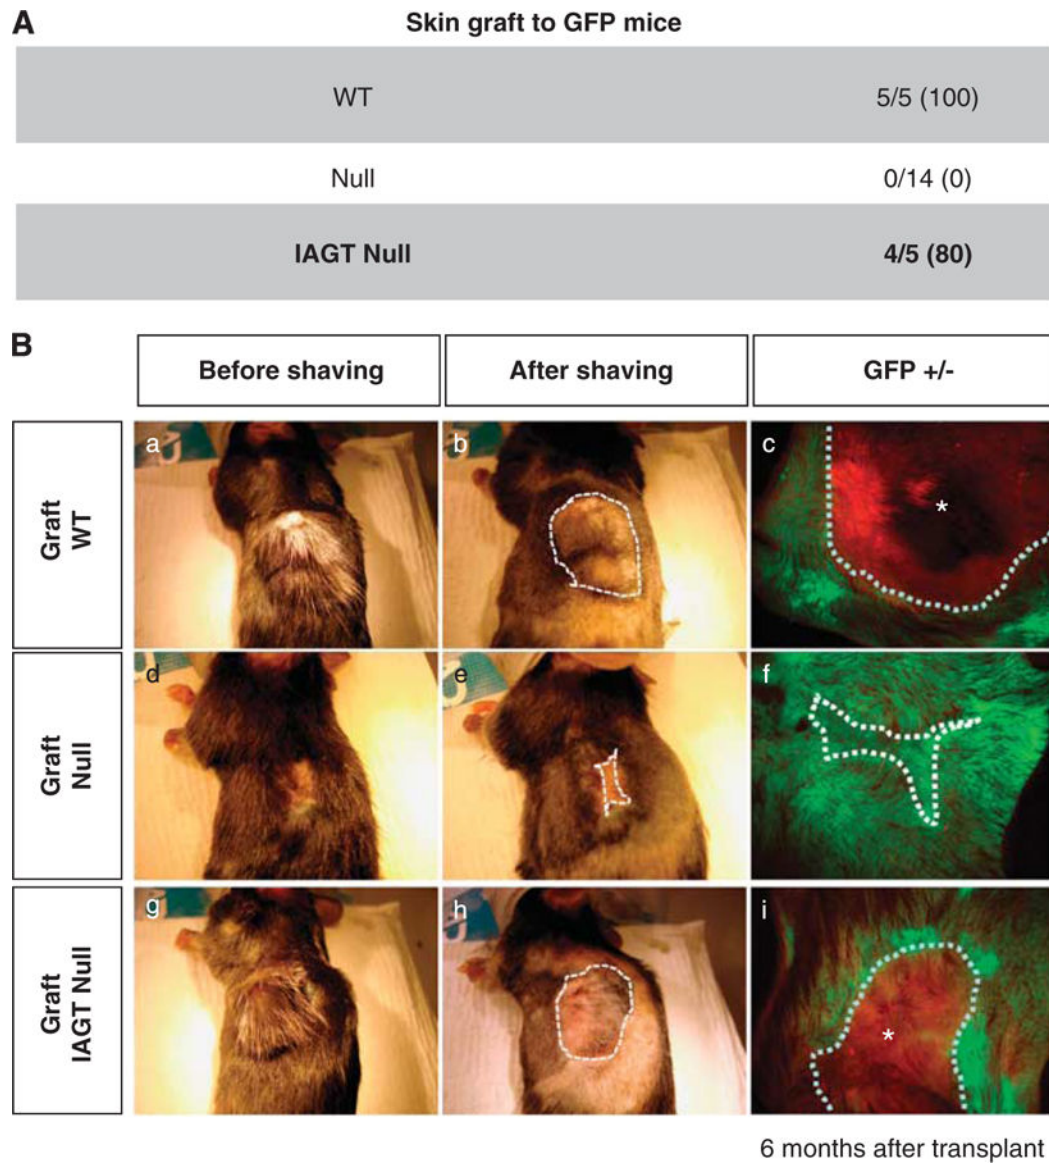 A
Skin graft to GFP mice
WT 5/5 (100)
Null 0/14 (0)
IAGT Null 4/5 (80)
B
Before shaving After shaving GFP +/-
Graft
WT
a b c
*
Graft
Null
d e f
Graft
IAGT Null
g h i
*
6 months after transplant